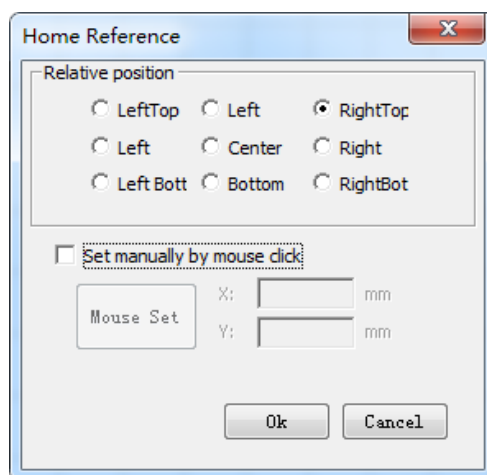 Home Reference
Relative position
LeftTop Left RightTop
Left Center Right
Left Bott Bottom RightBot
Set manually by mouse click
X: mm
Mouse Set
Y: mm
Ok Cancel